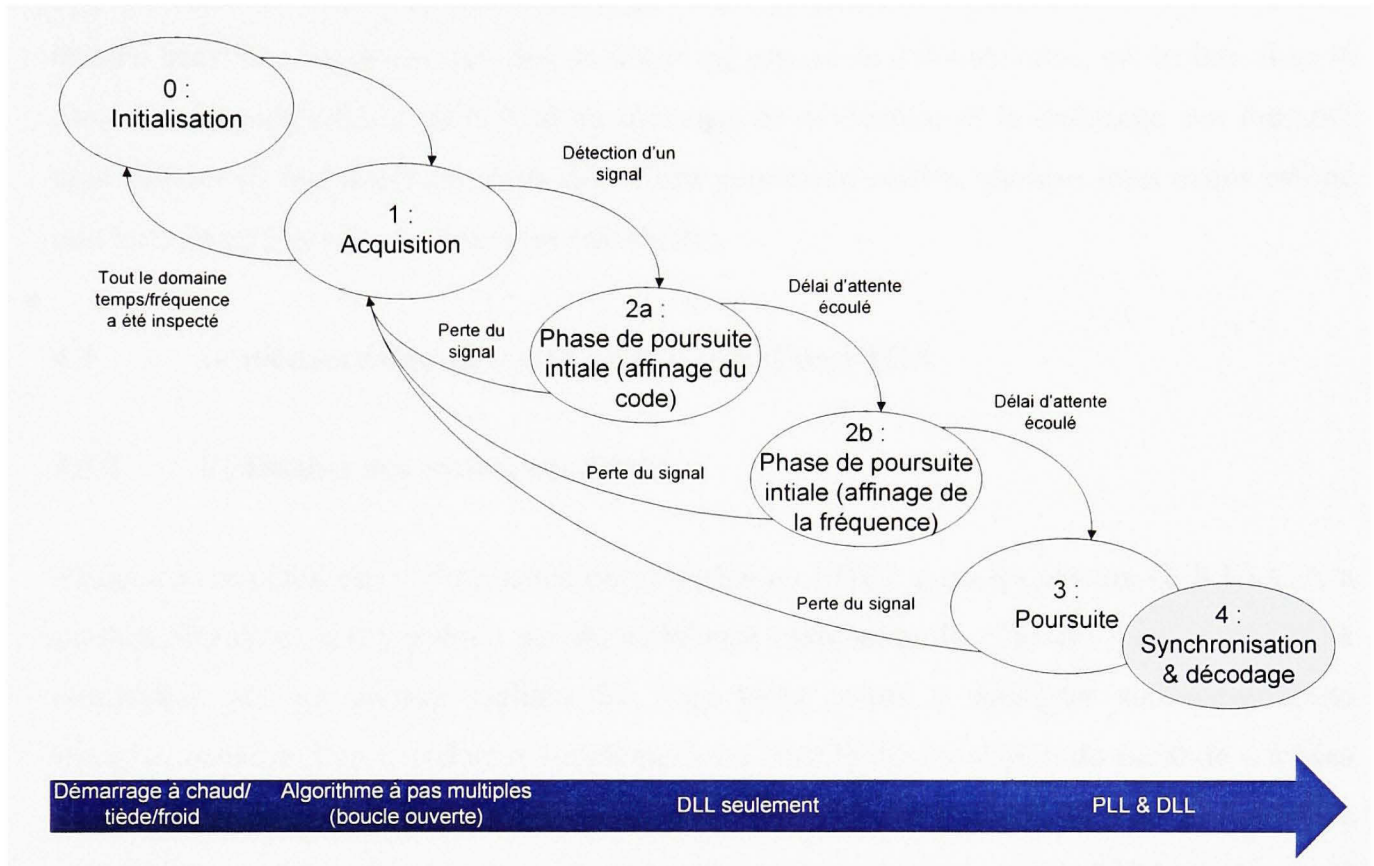 0 :
Initialisation
Détection d'un
signal
1 :
Acquisition
Tout le domaine
temps/fréquence
a été inspecté
Perte du
signal
2a :
Phase de poursuite
intiale (affinage du
code)
Délai d'attente
écoulé
2b :
Phase de poursuite
intiale (affinage de
la fréquence)
Délai d'attente
écoulé
Perte du signal
Perte du signal
3 :
Poursuite
4 :
Synchronisation
& décodage
Démarrage à chaud/
tiède/froid
Algorithme à pas multiples
(boucle ouverte)
DLL seulement
PLL & DLL